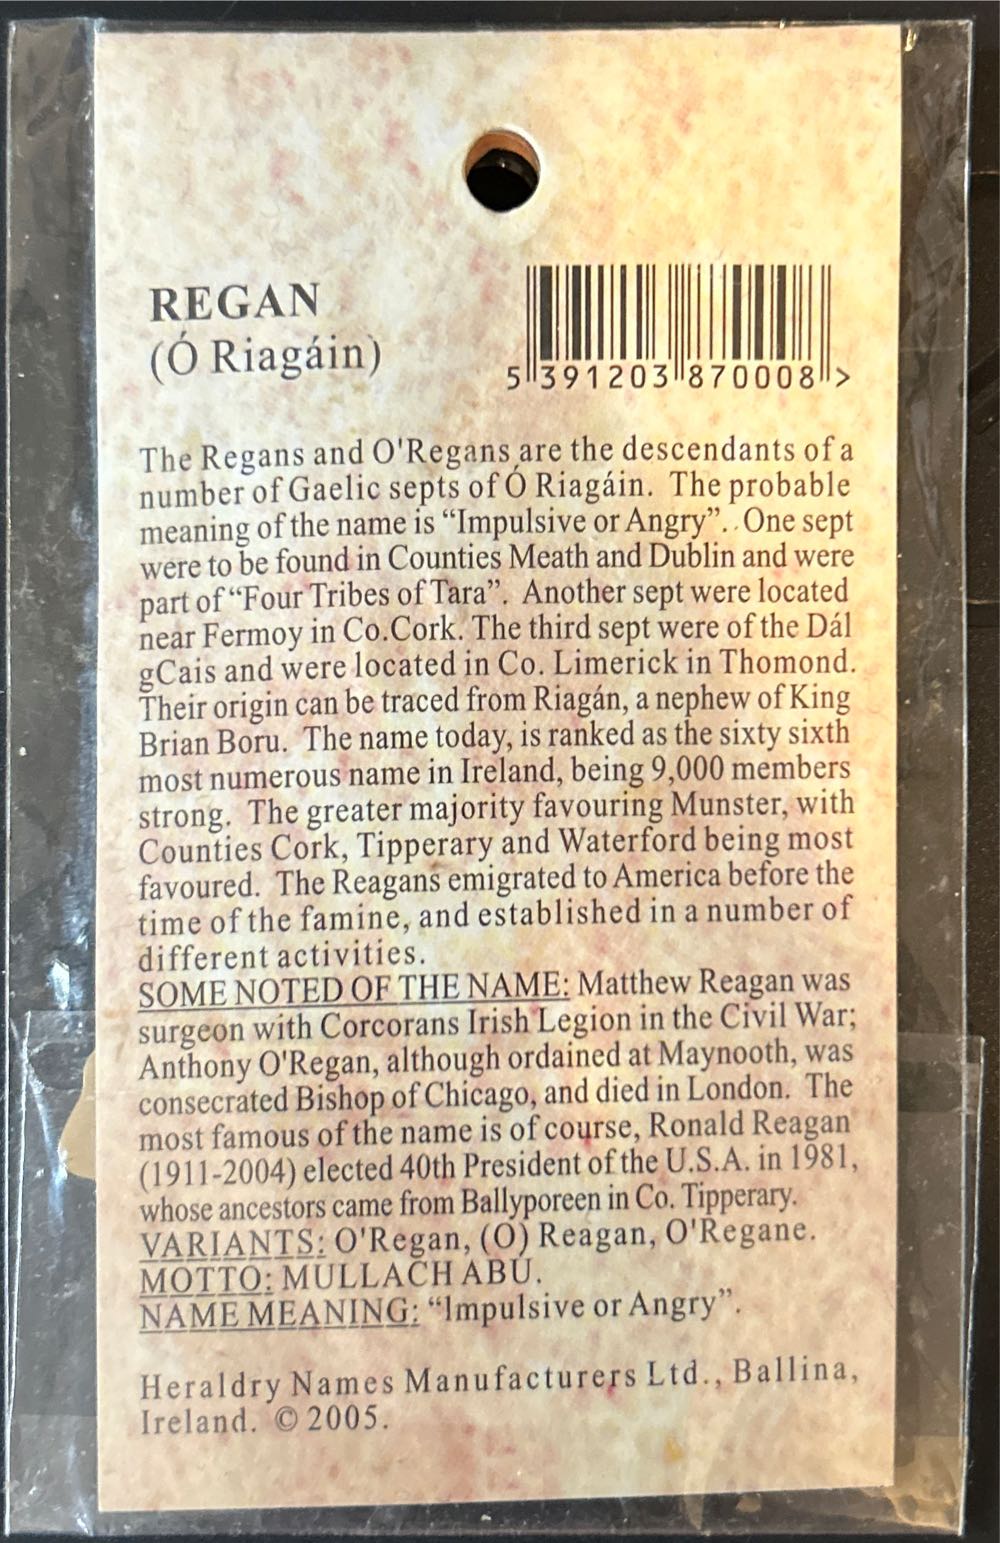 REGAN
(Ó Riagáin)
5 391203 870008 >
The Regans and O'Regans are the descendants of a
number of Gaelic septs of Ó Riagáin. The probable
meaning of the name is “Impulsive or Angry”. One sept
were to be found in Counties Meath and Dublin and were
part of “Four Tribes of Tara”. Another sept were located
near Fermoy in Co.Cork. The third sept were of the Dál
gCais and were located in Co. Limerick in Thomond.
Their origin can be traced from Riagán, a nephew of King
Brian Boru. The name today, is ranked as the sixty sixth
most numerous name in Ireland, being 9,000 members
strong. The greater majority favouring Munster, with
Counties Cork, Tipperary and Waterford being most
favoured. The Reagans emigrated to America before the
time of the famine, and established in a number of
different activities.
SOME NOTED OF THE NAME: Matthew Reagan was
surgeon with Corcorans Irish Legion in the Civil War;
Anthony O'Regan, although ordained at Maynooth, was
consecrated Bishop of Chicago, and died in London. The
most famous of the name is of course, Ronald Reagan
(1911-2004) elected 40th President of the U.S.A. in 1981,
whose ancestors came from Ballyporeen in Co. Tipperary.
VARIANTS: O'Regan, (O) Reagan, O'Regane.
MOTTO: MULLACH ABU.
NAME MEANING: “Impulsive or Angry”.
Heraldry Names Manufacturers Ltd., Ballina,
Ireland. © 2005.